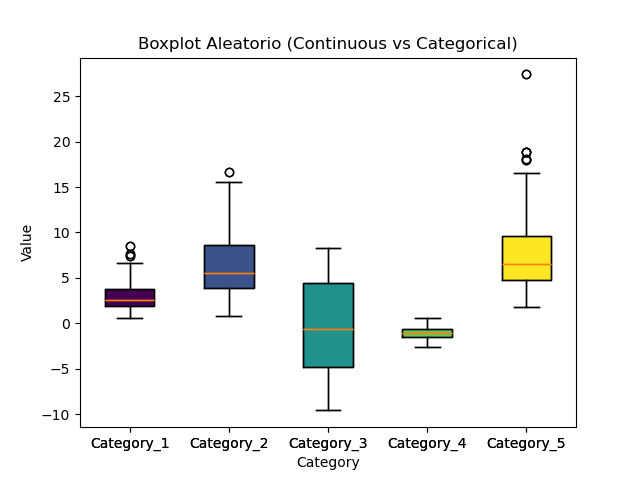 Boxplot Aleatorio (Continuous vs Categorical)
Value
25
20
15
10
5
0
−5
−10
Category_1 Category_2 Category_3 Category_4 Category_5
Category